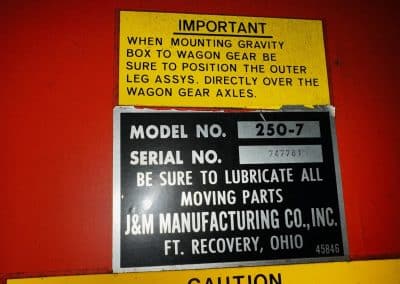 IMPORTANT
WHEN MOUNTING GRAVITY
BOX TO WAGON GEAR BE
SURE TO POSITION THE OUTER
LEG ASSYS. DIRECTLY OVER THE
WAGON GEAR AXLES.
MODEL NO. 250-7
SERIAL NO. 747781
BE SURE TO LUBRICATE ALL
MOVING PARTS
J&M MANUFACTURING CO., INC.
FT. RECOVERY, OHIO 45846
CAUTION